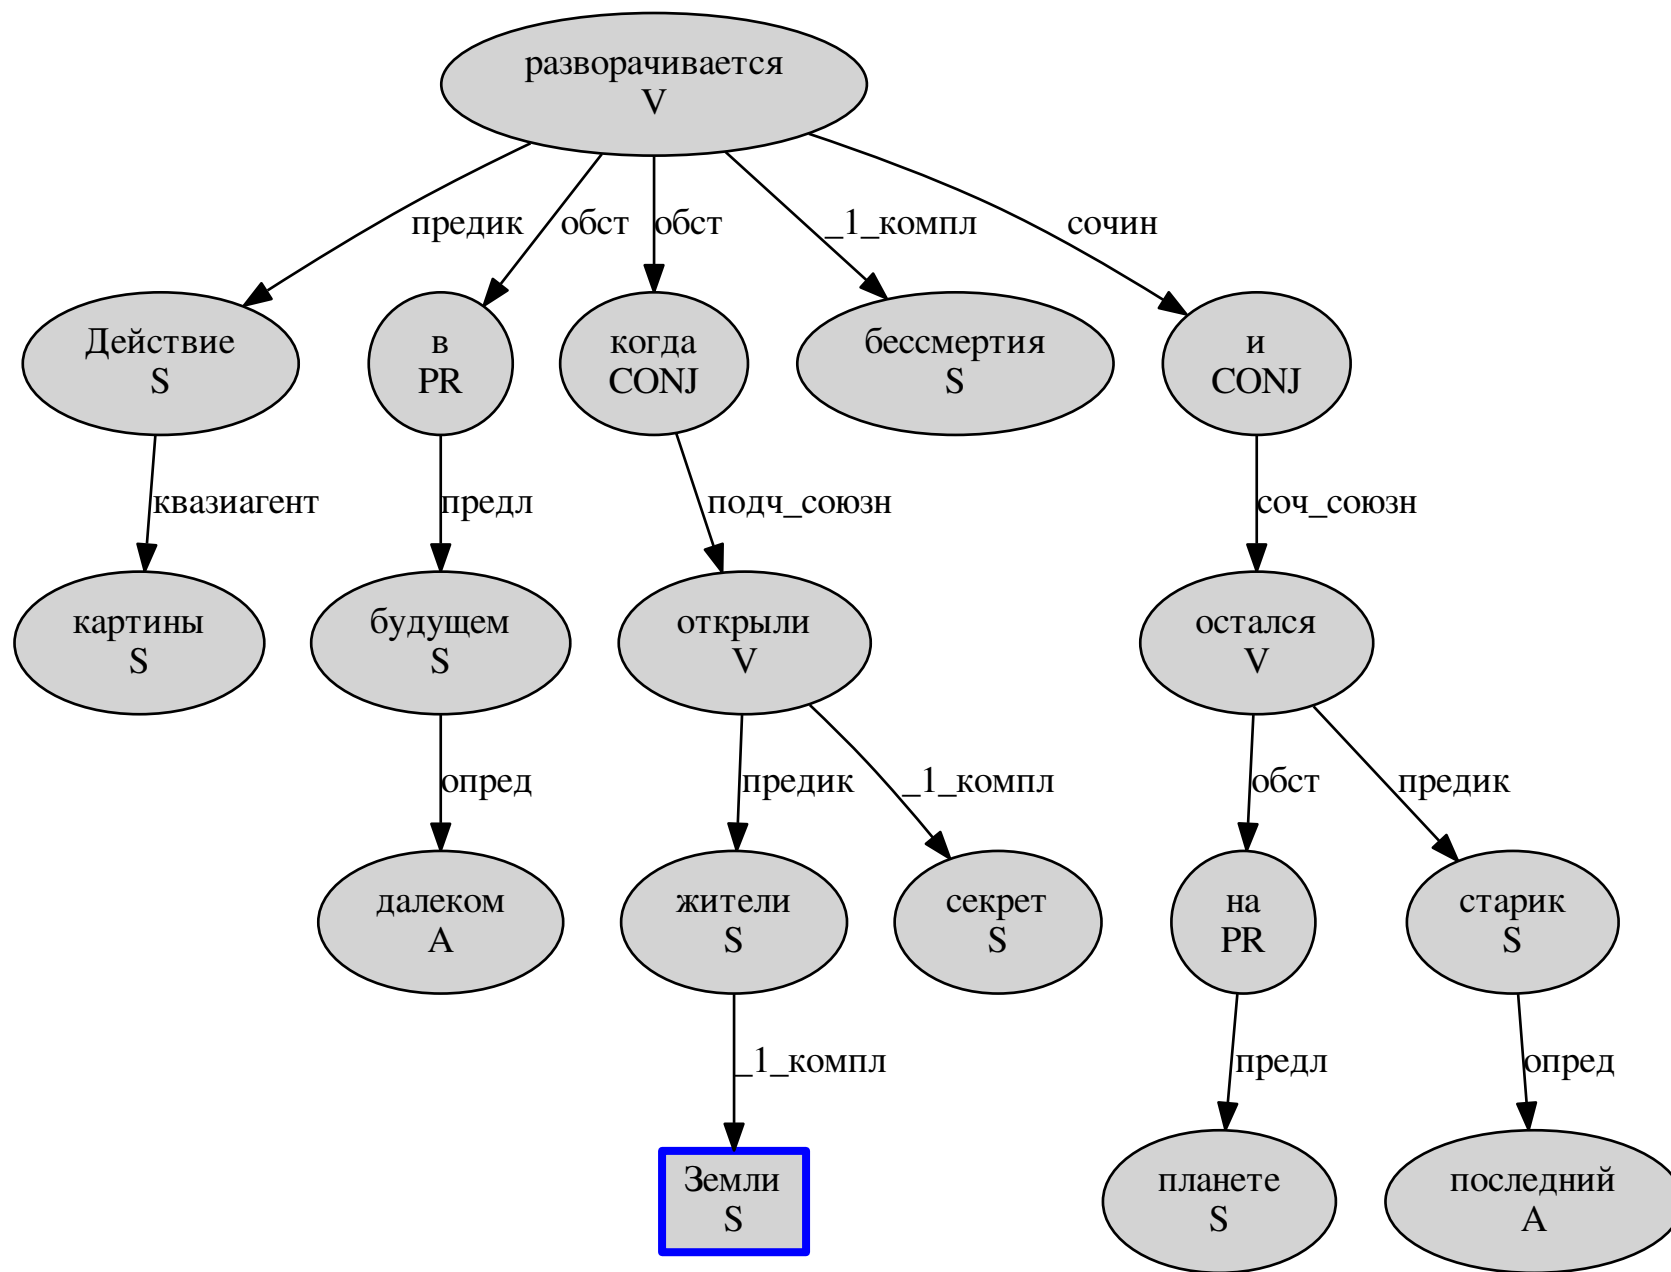 разворачивается
V
предик
обст
обст
_1_компл
сочин
Действие
S
в
PR
когда
CONJ
бессмертия
S
и
CONJ
квазиагент
предл
подч_союзн
соч_союзн
картины
S
будущем
S
открыли
V
остался
V
опред
предик
_1_компл
обст
предик
далеком
A
жители
S
секрет
S
на
PR
старик
S
_1_компл
предл
опред
Земли
S
планете
S
последний
A